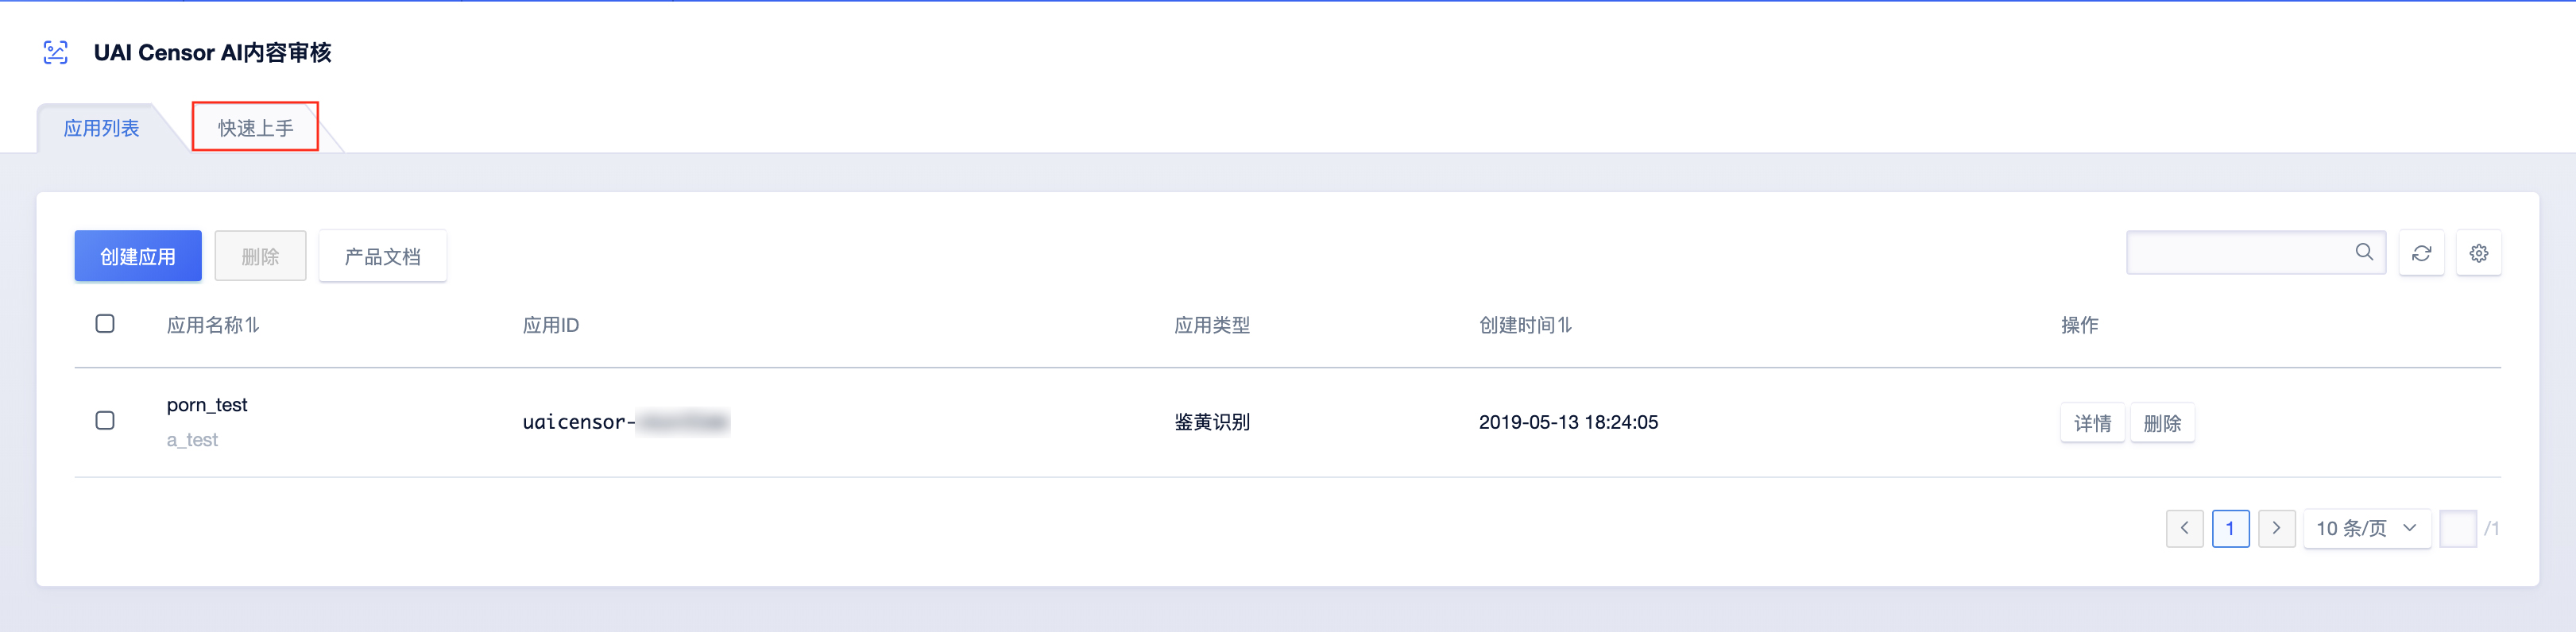 UAI Censor AI内容审核
应用列表 快速上手
创建应用 删除 产品文档
应用名称 应用ID 应用类型 创建时间 操作
porn_test
a_test
uaicensor- 鉴黄识别 2019-05-13 18:24:05 详情 删除
1 10 条/页 /1